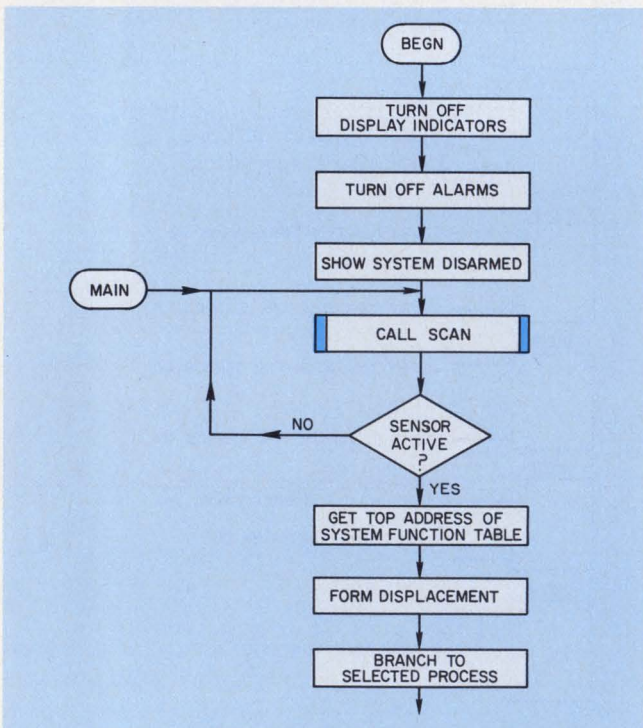 BEGN
TURN OFF
DISPLAY INDICATORS
TURN OFF ALARMS
SHOW SYSTEM DISARMED
MAIN
CALL SCAN
NO
SENSOR
ACTIVE
?
YES
GET TOP ADDRESS OF
SYSTEM FUNCTION TABLE
FORM DISPLACEMENT
BRANCH TO
SELECTED PROCESS